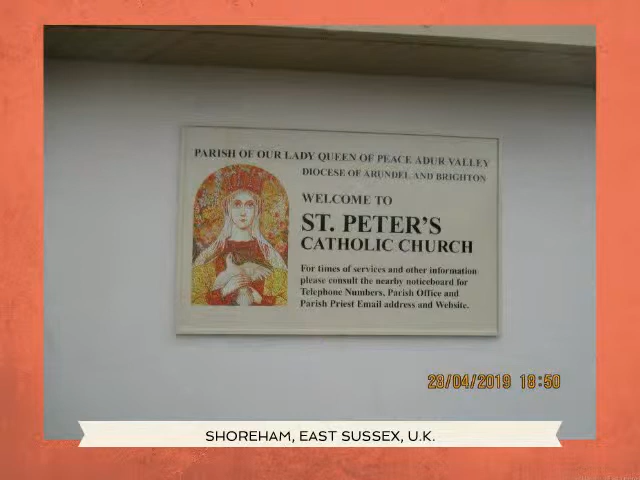 PARISH OF OUR LADY QUEEN OF PEACE ADUR VALLEY
DIOCESE OF ARUNDEL AND BRIGHTON
WELCOME TO
ST. PETER'S
CATHOLIC CHURCH
For times of services and other information
please consult the nearby noticeboard for
Telephone Numbers, Parish Office and
Parish Priest Email address and Website.
28/04/2019 18:50
SHOREHAM, EAST SUSSEX, U.K.